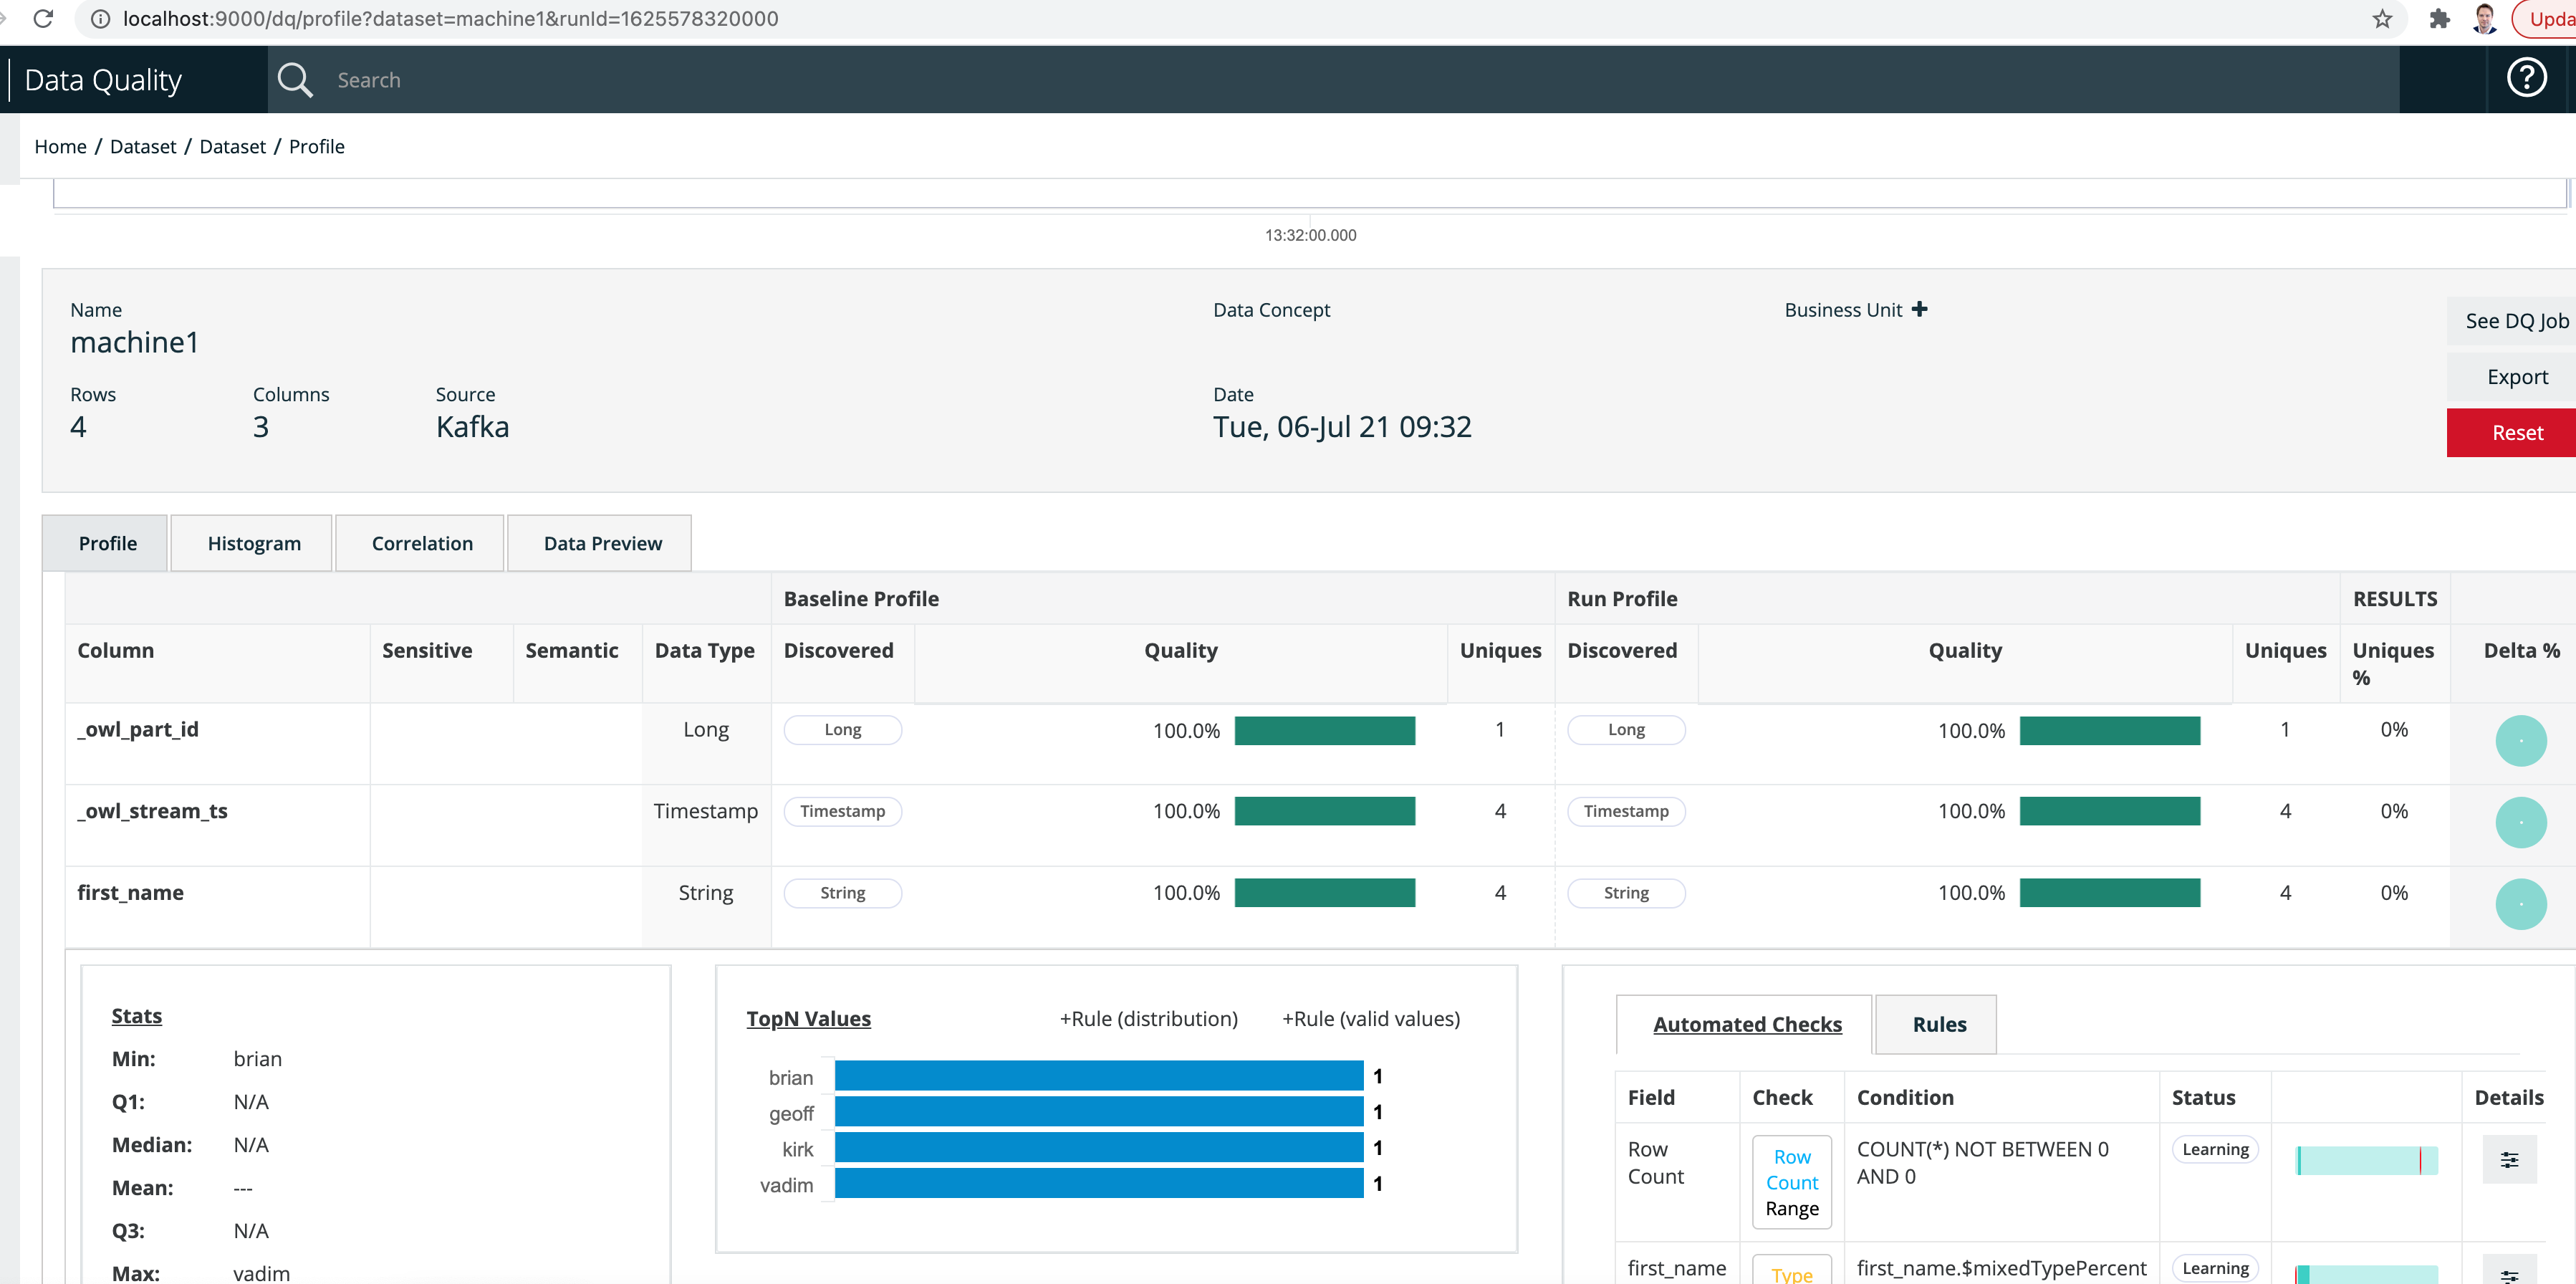 localhost:9000/dq/profile?dataset=machine1&runId=1625578320000
Data Quality
Search
Home / Dataset / Dataset / Profile
13:32:00.000
Name
machine1
Data Concept
Business Unit
See DQ Job
Rows
4
Columns
3
Source
Kafka
Date
Tue, 06-Jul 21 09:32
Export
Reset
Profile Histogram Correlation Data Preview
Baseline Profile Run Profile RESULTS
Column Sensitive Semantic Data Type Discovered Quality Uniques Discovered Quality Uniques Uniques % Delta %
_owl_part_id Long Long 100.0% 1 Long 100.0% 1 0%
_owl_stream_ts Timestamp Timestamp 100.0% 4 Timestamp 100.0% 4 0%
first_name String String 100.0% 4 String 100.0% 4 0%
Stats
Min: brian
Q1: N/A
Median: N/A
Mean: ---
Q3: N/A
Max: vadim
TopN Values +Rule (distribution) +Rule (valid values)
brian 1
geoff 1
kirk 1
vadim 1
Automated Checks Rules
Field Check Condition Status Details
Row Count Row Count Range COUNT(*) NOT BETWEEN 0 AND 0 Learning
first_name Type first_name.$mixedTypePercent Learning